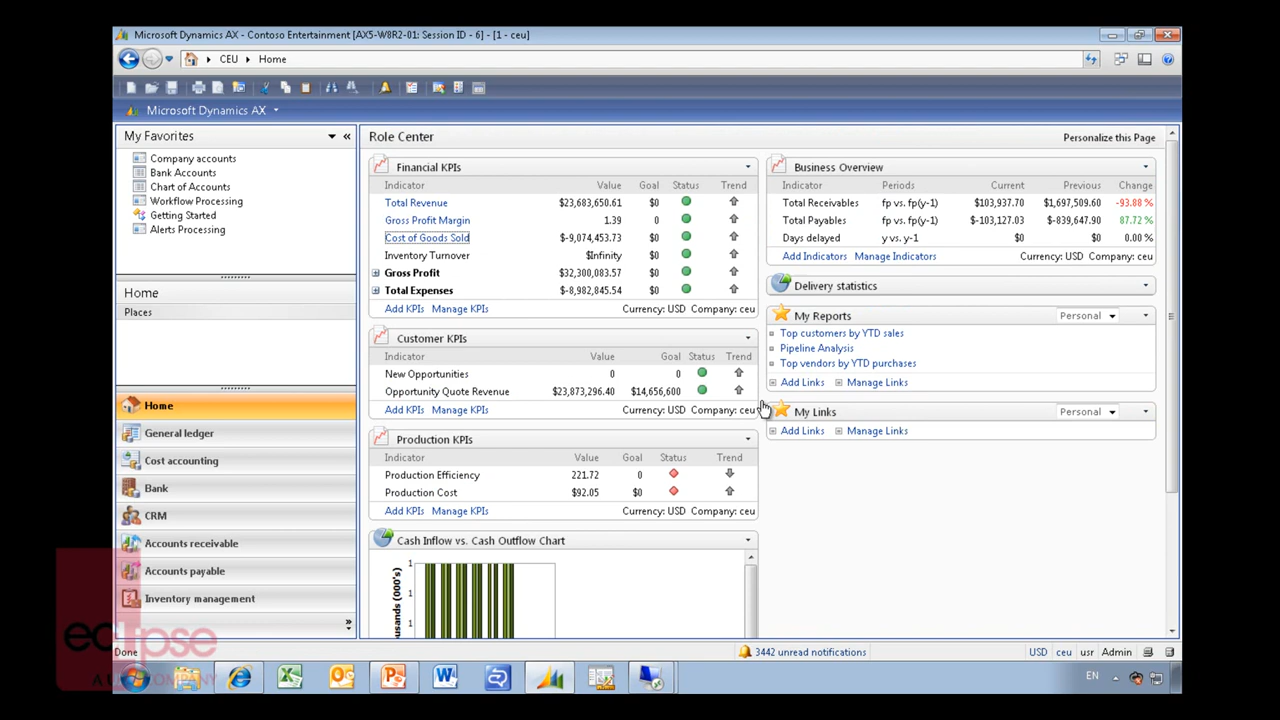 Microsoft Dynamics AX - Contoso Entertainment [AX5-W8R2-01: Session ID - 6] - [1 - ceu]
CEU Home
Microsoft Dynamics AX
My Favorites
Company accounts
Bank Accounts
Chart of Accounts
Workflow Processing
Getting Started
Alerts Processing
Home
Places
Home
General ledger
Cost accounting
Bank
CRM
Accounts receivable
Accounts payable
Inventory management
Role Center
Personalize this Page
Financial KPIs
Indicator Value Goal Status Trend
Total Revenue $23,683,650.61 $0
Gross Profit Margin 1.39 0
Cost of Goods Sold $-9,074,453.73 $0
Inventory Turnover $Infinity $0
Gross Profit $32,300,083.57 $0
Total Expenses $-8,982,845.54 $0
Add KPIs Manage KPIs Currency: USD Company: ceu
Customer KPIs
Indicator Value Goal Status Trend
New Opportunities 0 0
Opportunity Quote Revenue $23,873,296.40 $14,656,600
Add KPIs Manage KPIs Currency: USD Company: ceu
Production KPIs
Indicator Value Goal Status Trend
Production Efficiency 221.72 0
Production Cost $92.05 $0
Add KPIs Manage KPIs Currency: USD Company: ceu
Cash Inflow vs. Cash Outflow Chart
1
1
1
ousands (000's)
Business Overview
Indicator Periods Current Previous Change
Total Receivables fp vs. fp(y-1) $103,937.70 $1,697,509.60 -93.88 %
Total Payables fp vs. fp(y-1) $-103,127.03 $-839,647.90 87.72 %
Days delayed y vs. y-1 $0 $0 0.00 %
Add Indicators Manage Indicators Currency: USD Company: ceu
Delivery statistics
My Reports Personal
Top customers by YTD sales
Pipeline Analysis
Top vendors by YTD purchases
Add Links Manage Links
My Links Personal
Add Links Manage Links
Done
3442 unread notifications USD ceu usr Admin
EN
eclipse